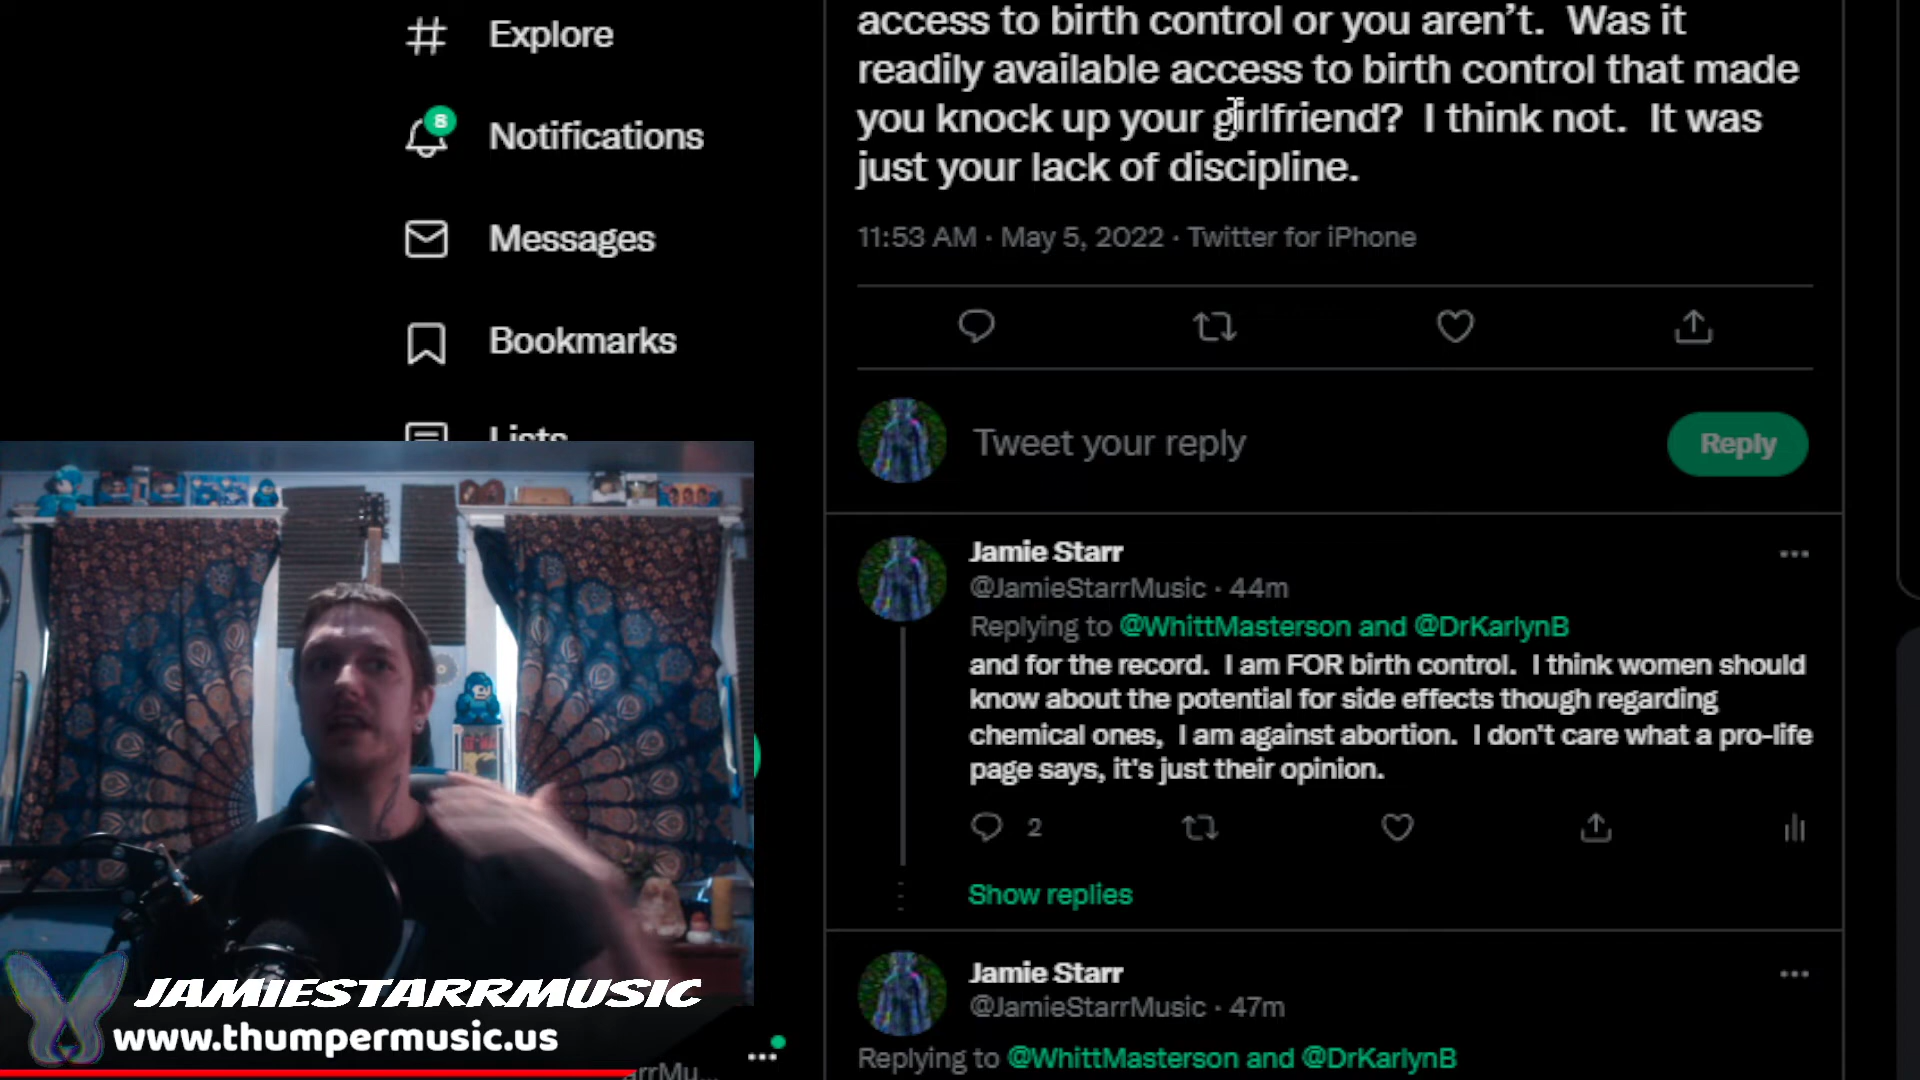 Explore
8
Notifications
Messages
Bookmarks
Lists
access to birth control or you aren't. Was it
readily available access to birth control that made
you knock up your girlfriend? I think not. It was
just your lack of discipline.
11:53 AM · May 5, 2022 · Twitter for iPhone
Tweet your reply
Reply
Jamie Starr
@JamieStarrMusic · 44m
Replying to @WhittMasterson and @DrKarlynB
and for the record. I am FOR birth control. I think women should
know about the potential for side effects though regarding
chemical ones, I am against abortion. I don't care what a pro-life
page says, it's just their opinion.
2
Show replies
Jamie Starr
@JamieStarrMusic · 47m
Replying to @WhittMasterson and @DrKarlynB
JAMIESTARRMUSIC
www.thumpermusic.us